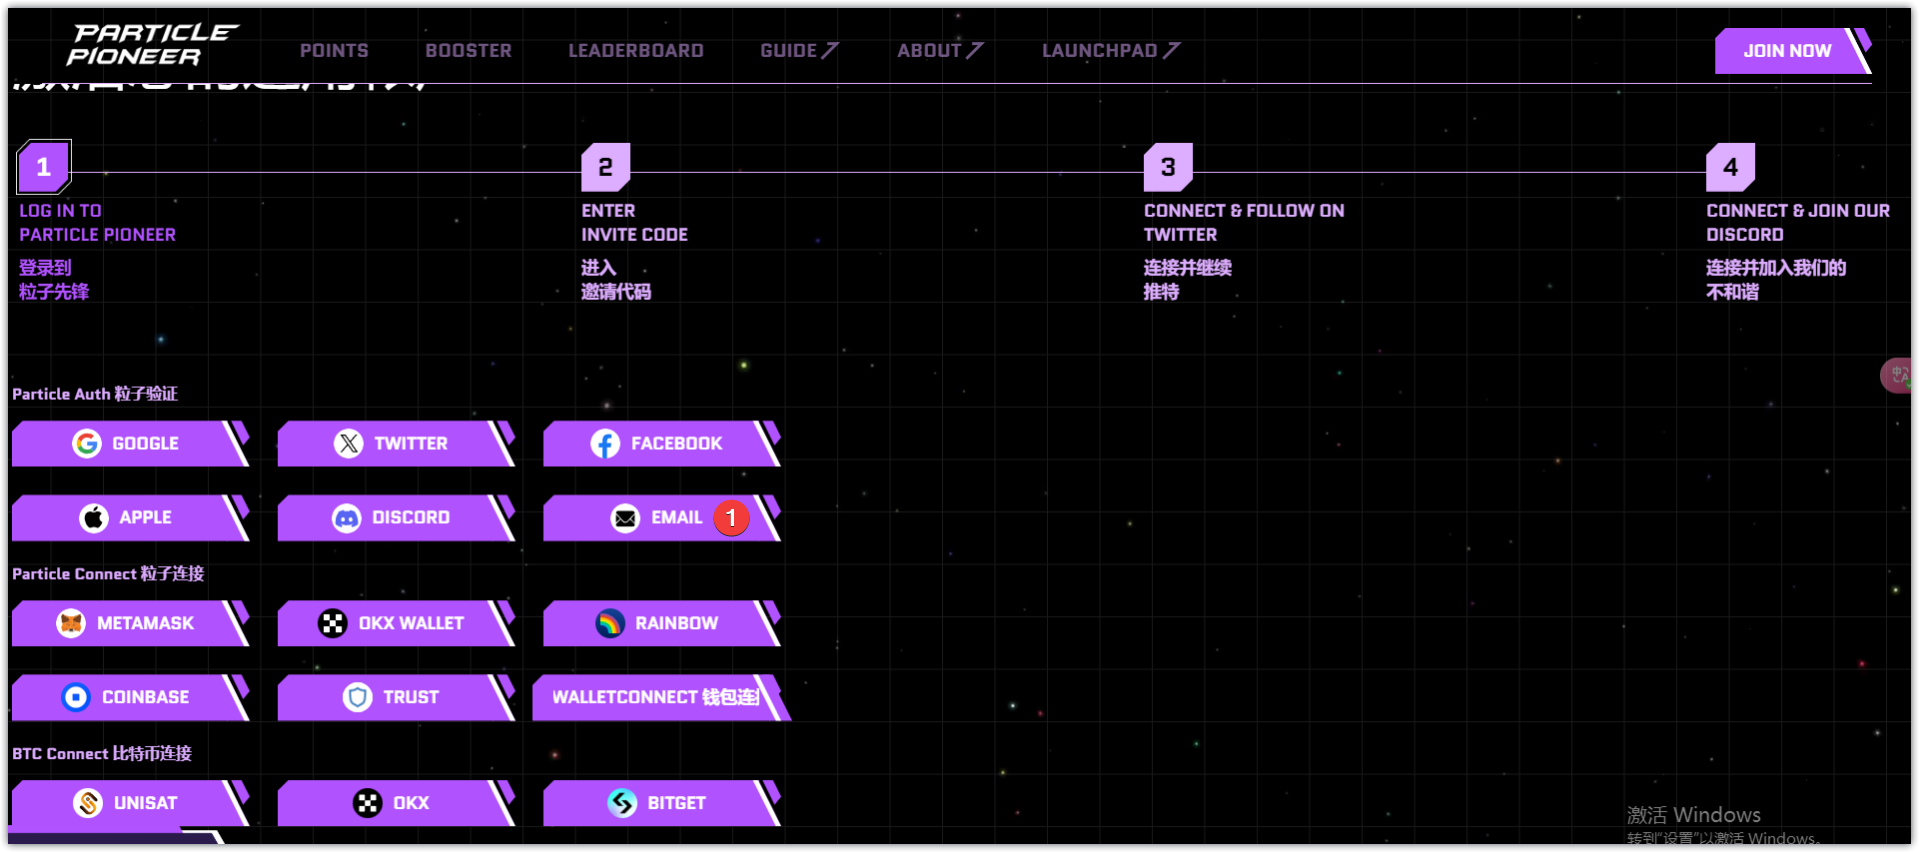 PARTICLE
PIONEER
POINTS
BOOSTER
LEADERBOARD
GUIDE
ABOUT
LAUNCHPAD
JOIN NOW
1
2
3
4
LOG IN TO
PARTICLE PIONEER
登录到
粒子先锋
ENTER
INVITE CODE
进入
邀请代码
CONNECT & FOLLOW ON
TWITTER
连接并继续
推特
CONNECT & JOIN OUR
DISCORD
连接并加入我们的
不和谐
Particle Auth 粒子验证
GOOGLE
TWITTER
FACEBOOK
APPLE
DISCORD
EMAIL 1
Particle Connect 粒子连接
METAMASK
OKX WALLET
RAINBOW
COINBASE
TRUST
WALLETCONNECT 钱包连
BTC Connect 比特币连接
UNISAT
OKX
BITGET
激活 Windows
转到"设置"以激活 Windows。